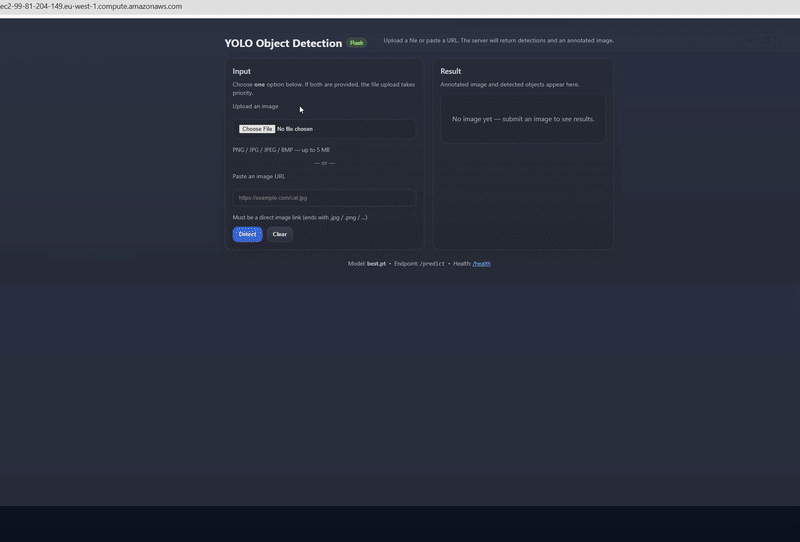 ec2-99-81-204-149.eu-west-1.compute.amazonaws.com
YOLO Object Detection Flask
Upload a file or paste a URL. The server will return detections and an annotated image.
Input
Choose one option below. If both are provided, the file upload takes
priority.
Upload an image
Choose File No file chosen
PNG / JPG / JPEG / BMP — up to 5 MB
— or —
Paste an image URL
https://example.com/cat.jpg
Must be a direct image link (ends with .jpg / .png / ...)
Detect Clear
Result
Annotated image and detected objects appear here.
No image yet — submit an image to see results.
Model: best.pt • Endpoint: /predict • Health: /health